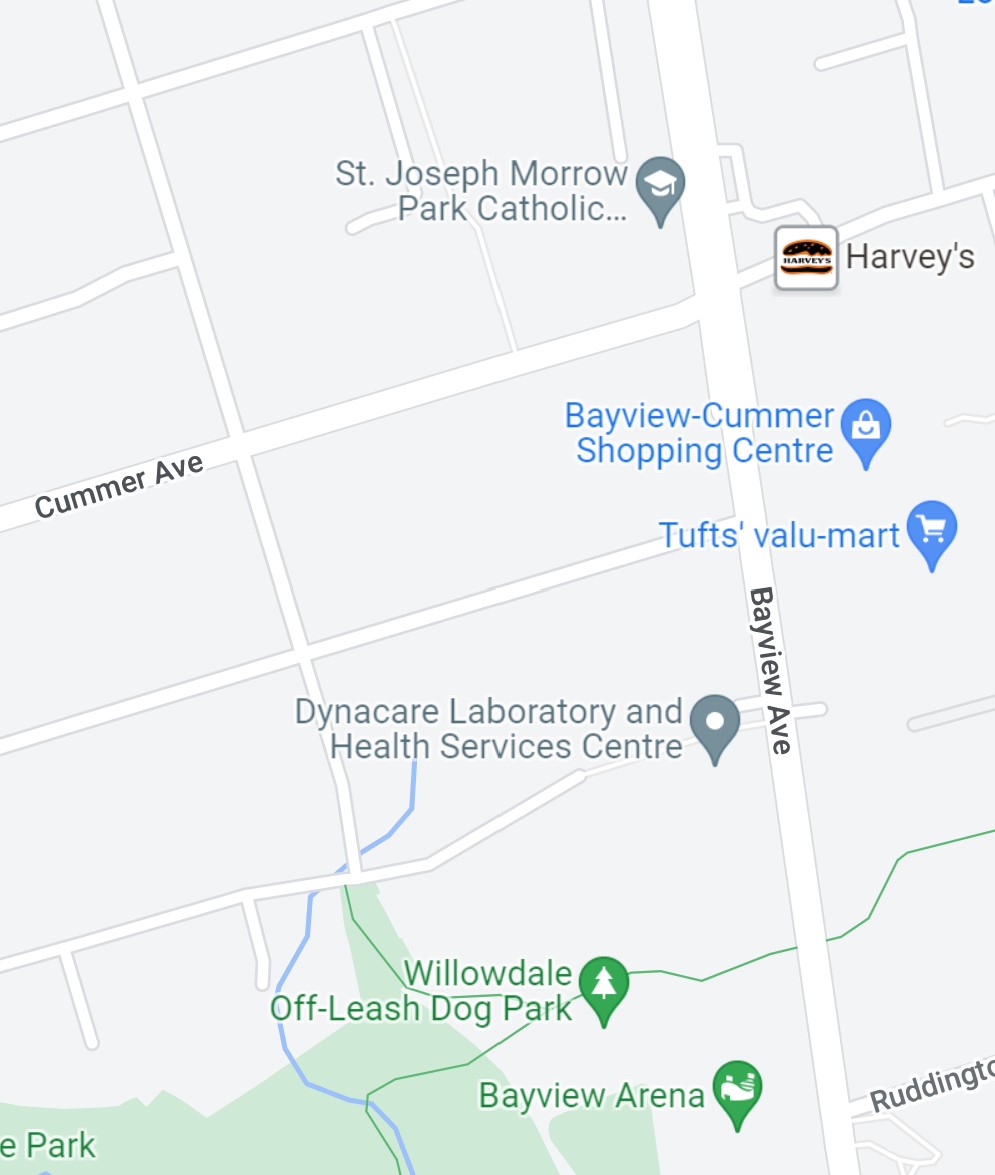 St. Joseph Morrow
Park Catholic...
HARVEY'S
Harvey's
Bayview-Cummer
Shopping Centre
Cummer Ave
Tufts' valu-mart
Bayview Ave
Dynacare Laboratory and
Health Services Centre
Willowdale
Off-Leash Dog Park
Bayview Arena
e Park